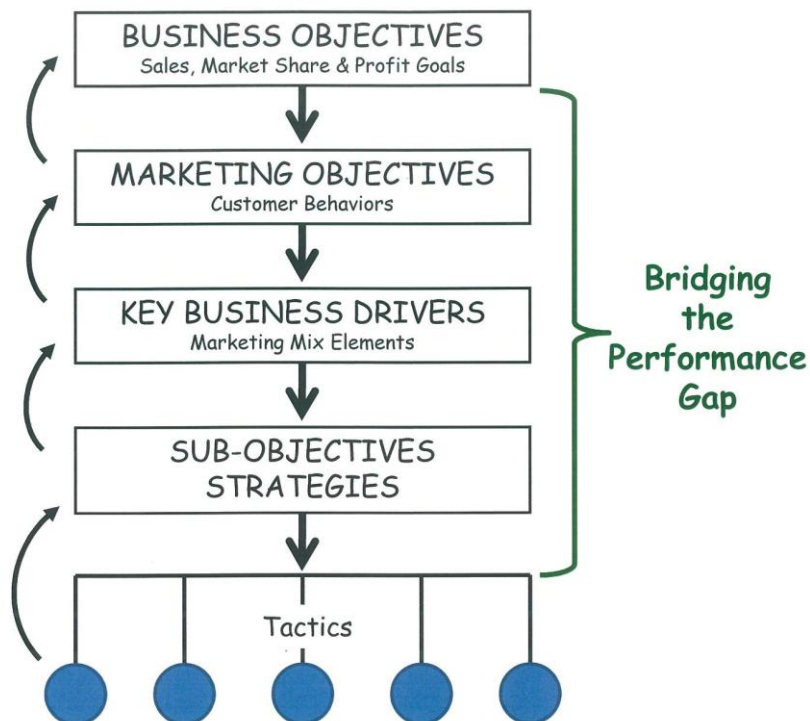 BUSINESS OBJECTIVES
Sales, Market Share & Profit Goals
MARKETING OBJECTIVES
Customer Behaviors
KEY BUSINESS DRIVERS
Marketing Mix Elements
SUB-OBJECTIVES
STRATEGIES
Tactics
Bridging
the
Performance
Gap